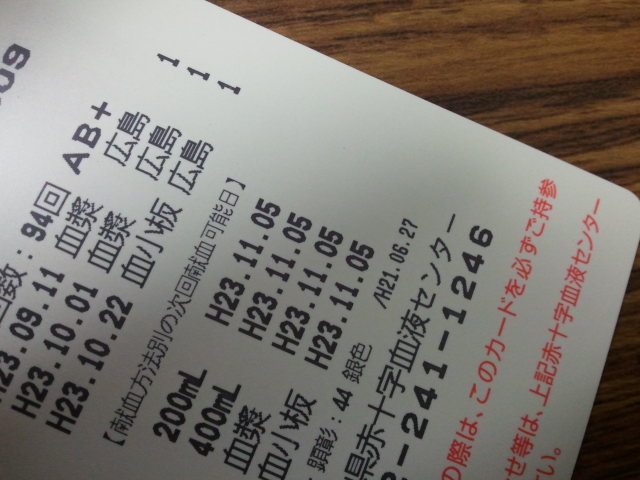 09
回数：94回 AB+
H23.09.11 血漿 広島 1
H23.10.01 血漿 広島 1
H23.10.22 血小板 広島 1
【献血方法別の次回献血可能日】
200mL H23.11.05
400mL H23.11.05
血漿 H23.11.05
血小板 H23.11.05
顕彰：44 銀色 /H21.06.27
県赤十字血液センター
2-241-1246
の際は、このカードを必ずご持参
せ等は、上記赤十字血液センター
い。